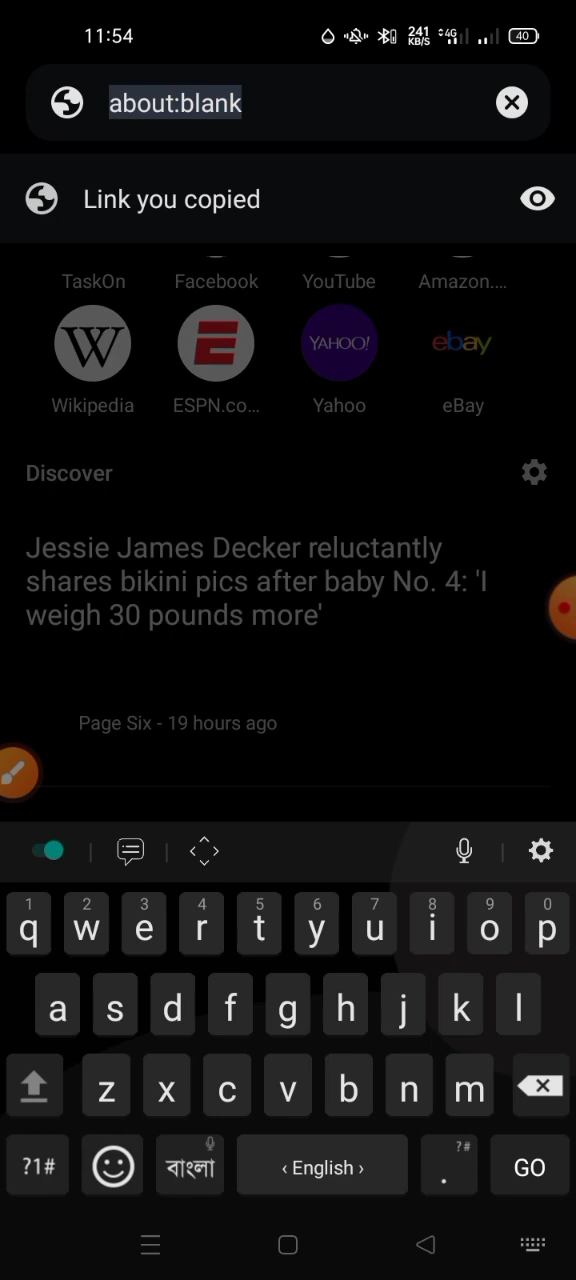 11:54
241
KB/S
4G
40
about:blank
Link you copied
TaskOn
Facebook
YouTube
Amazon....
W
E
YAHOO!
ebay
Wikipedia
ESPN.co...
Yahoo
eBay
Discover
Jessie James Decker reluctantly
shares bikini pics after baby No. 4: 'I
weigh 30 pounds more'
Page Six - 19 hours ago
1 2 3 4 5 6 7 8 9 0
q w e r t y u i o p
a s d f g h j k l
z x c v b n m
?1#
বাংলা
‹ English ›
?#
.
GO